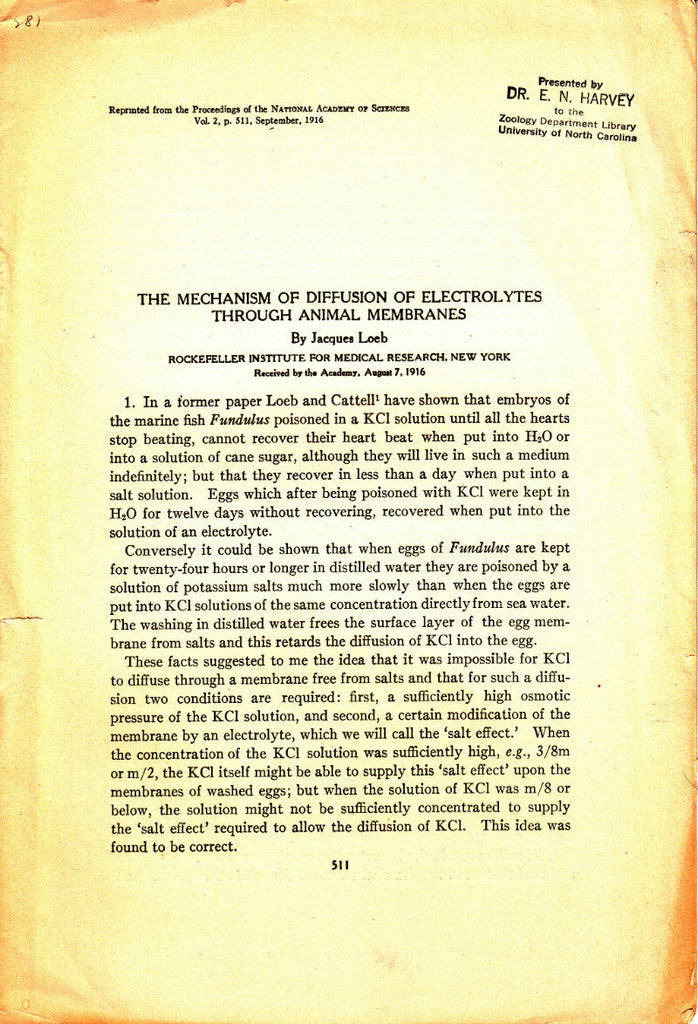 281
Reprinted from the Proceedings of the NATIONAL ACADEMY OF SCIENCES
Vol. 2, p. 511, September, 1916
Presented by
DR. E. N. HARVEY
to the
Zoology Department Library
University of North Carolina
THE MECHANISM OF DIFFUSION OF ELECTROLYTES
THROUGH ANIMAL MEMBRANES
By Jacques Loeb
ROCKEFELLER INSTITUTE FOR MEDICAL RESEARCH, NEW YORK
Received by the Academy, August 7, 1916
1. In a former paper Loeb and Cattell¹ have shown that embryos of
the marine fish Fundulus poisoned in a KCl solution until all the hearts
stop beating, cannot recover their heart beat when put into H₂O or
into a solution of cane sugar, although they will live in such a medium
indefinitely; but that they recover in less than a day when put into a
salt solution. Eggs which after being poisoned with KCl were kept in
H₂O for twelve days without recovering, recovered when put into the
solution of an electrolyte.
Conversely it could be shown that when eggs of Fundulus are kept
for twenty-four hours or longer in distilled water they are poisoned by a
solution of potassium salts much more slowly than when the eggs are
put into KCl solutions of the same concentration directly from sea water.
The washing in distilled water frees the surface layer of the egg mem-
brane from salts and this retards the diffusion of KCl into the egg.
These facts suggested to me the idea that it was impossible for KCl
to diffuse through a membrane free from salts and that for such a diffu-
sion two conditions are required: first, a sufficiently high osmotic
pressure of the KCl solution, and second, a certain modification of the
membrane by an electrolyte, which we will call the 'salt effect.' When
the concentration of the KCl solution was sufficiently high, e.g., 3/8m
or m/2, the KCl itself might be able to supply this 'salt effect' upon the
membranes of washed eggs; but when the solution of KCl was m/8 or
below, the solution might not be sufficiently concentrated to supply
the 'salt effect' required to allow the diffusion of KCl. This idea was
found to be correct.
511